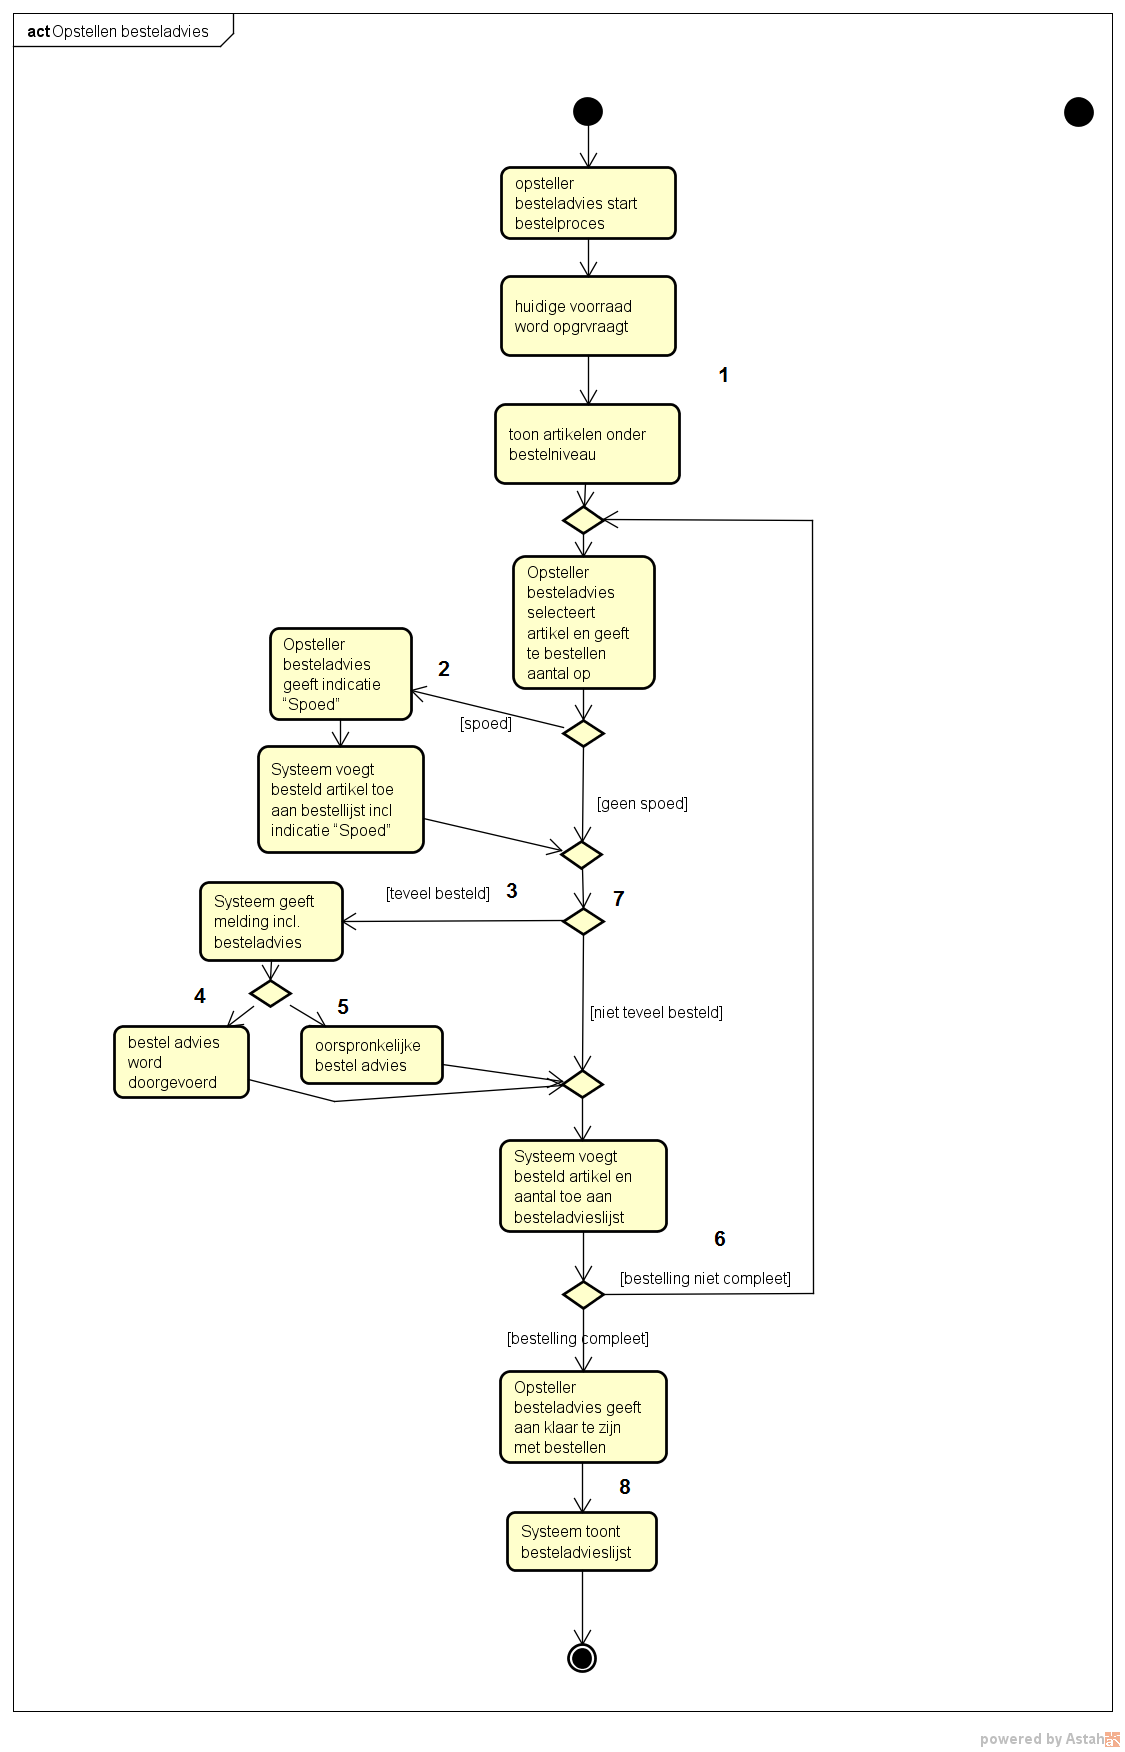 act Opstellen besteladvies
opsteller
besteladvies start
bestelproces
huidige voorraad
word opgrvraagt
1
toon artikelen onder
bestelniveau
Opsteller
besteladvies
selecteert
artikel en geeft
te bestellen
aantal op
Opsteller
besteladvies
geeft indicatie
“Spoed”
2
[spoed]
Systeem voegt
besteld artikel toe
aan bestellijst incl
indicatie “Spoed”
[geen spoed]
[teveel besteld]
3
7
Systeem geeft
melding incl.
besteladvies
4
5
[niet teveel besteld]
bestel advies
word
doorgevoerd
oorspronkelijke
bestel advies
Systeem voegt
besteld artikel en
aantal toe aan
besteladvieslijst
6
[bestelling niet compleet]
[bestelling compleet]
Opsteller
besteladvies geeft
aan klaar te zijn
met bestellen
8
Systeem toont
besteladvieslijst
powered by Astah